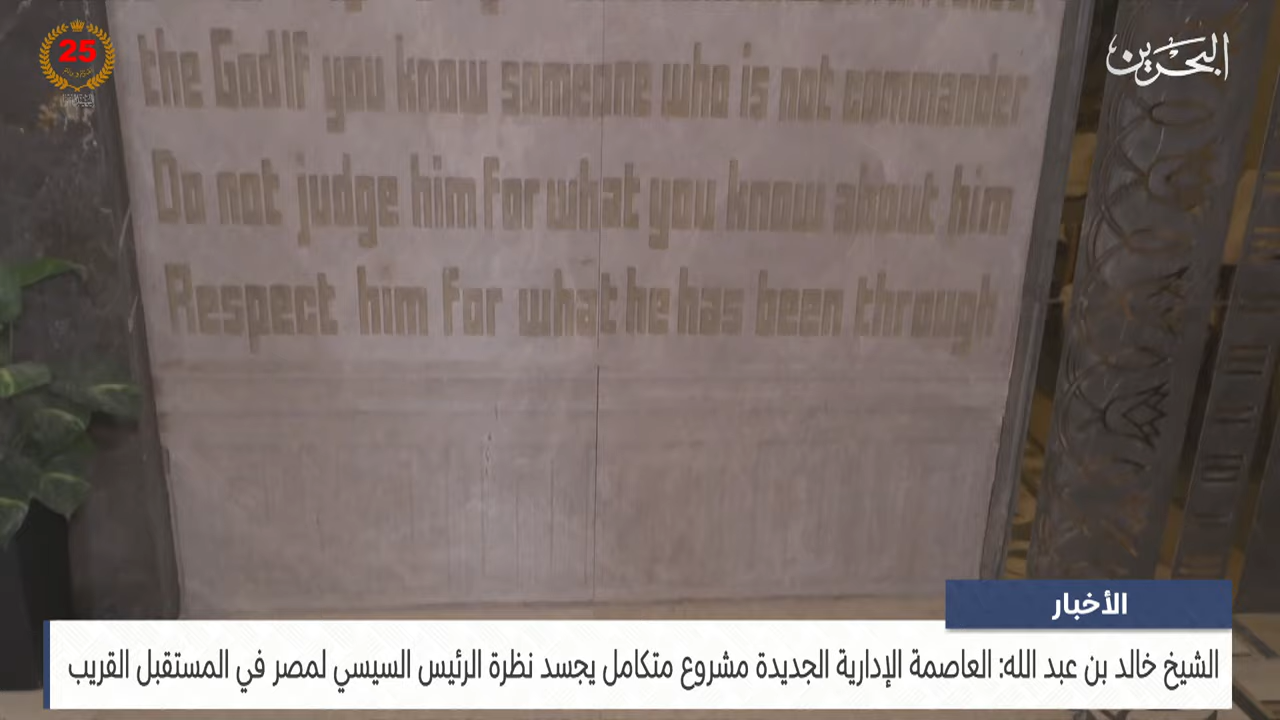 25
البحرين
the GodIf you know someone who is not commander
Do not judge him for what you know about him
Respect him for what he has been through
الأخبار
الشيخ خالد بن عبد الله: العاصمة الإدارية الجديدة مشروع متكامل يجسد نظرة الرئيس السيسي لمصر في المستقبل القريب